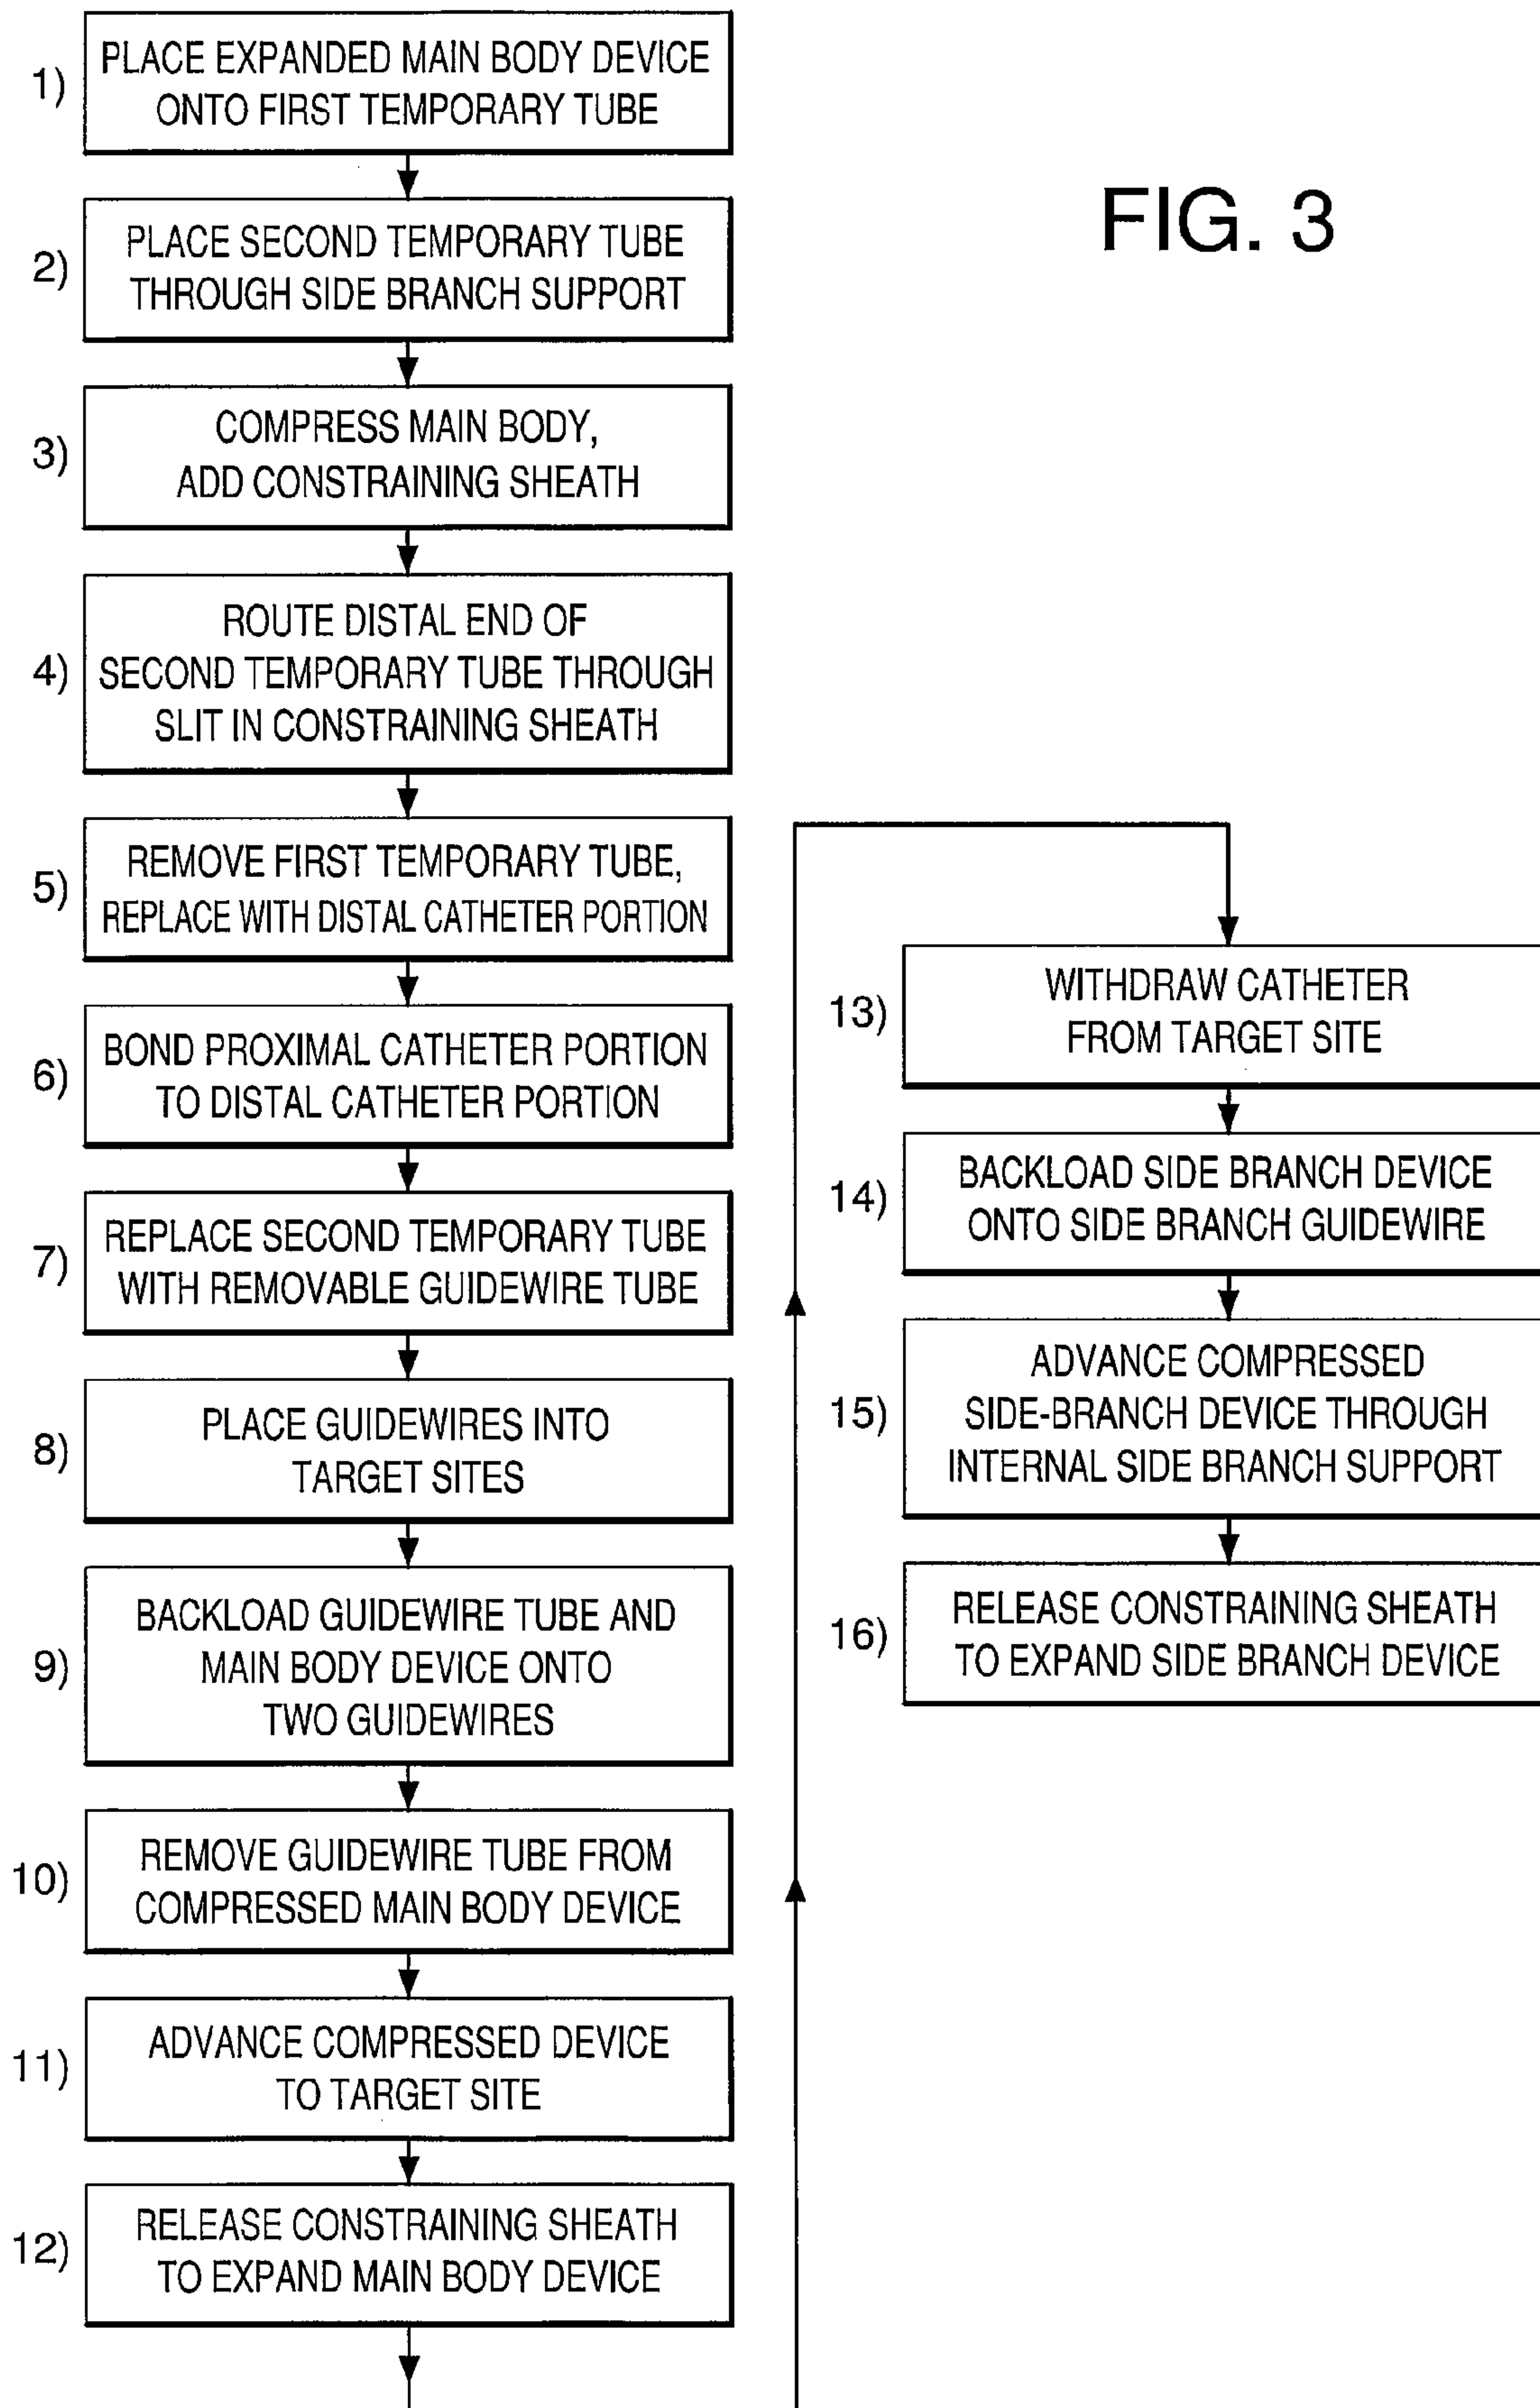 FIG. 3
1)
PLACE EXPANDED MAIN BODY DEVICE
ONTO FIRST TEMPORARY TUBE
2)
PLACE SECOND TEMPORARY TUBE
THROUGH SIDE BRANCH SUPPORT
3)
COMPRESS MAIN BODY,
ADD CONSTRAINING SHEATH
4)
ROUTE DISTAL END OF
SECOND TEMPORARY TUBE THROUGH
SLIT IN CONSTRAINING SHEATH
5)
REMOVE FIRST TEMPORARY TUBE,
REPLACE WITH DISTAL CATHETER PORTION
6)
BOND PROXIMAL CATHETER PORTION
TO DISTAL CATHETER PORTION
7)
REPLACE SECOND TEMPORARY TUBE
WITH REMOVABLE GUIDEWIRE TUBE
8)
PLACE GUIDEWIRES INTO
TARGET SITES
9)
BACKLOAD GUIDEWIRE TUBE AND
MAIN BODY DEVICE ONTO
TWO GUIDEWIRES
10)
REMOVE GUIDEWIRE TUBE FROM
COMPRESSED MAIN BODY DEVICE
11)
ADVANCE COMPRESSED DEVICE
TO TARGET SITE
12)
RELEASE CONSTRAINING SHEATH
TO EXPAND MAIN BODY DEVICE
13)
WITHDRAW CATHETER
FROM TARGET SITE
14)
BACKLOAD SIDE BRANCH DEVICE
ONTO SIDE BRANCH GUIDEWIRE
15)
ADVANCE COMPRESSED
SIDE-BRANCH DEVICE THROUGH
INTERNAL SIDE BRANCH SUPPORT
16)
RELEASE CONSTRAINING SHEATH
TO EXPAND SIDE BRANCH DEVICE